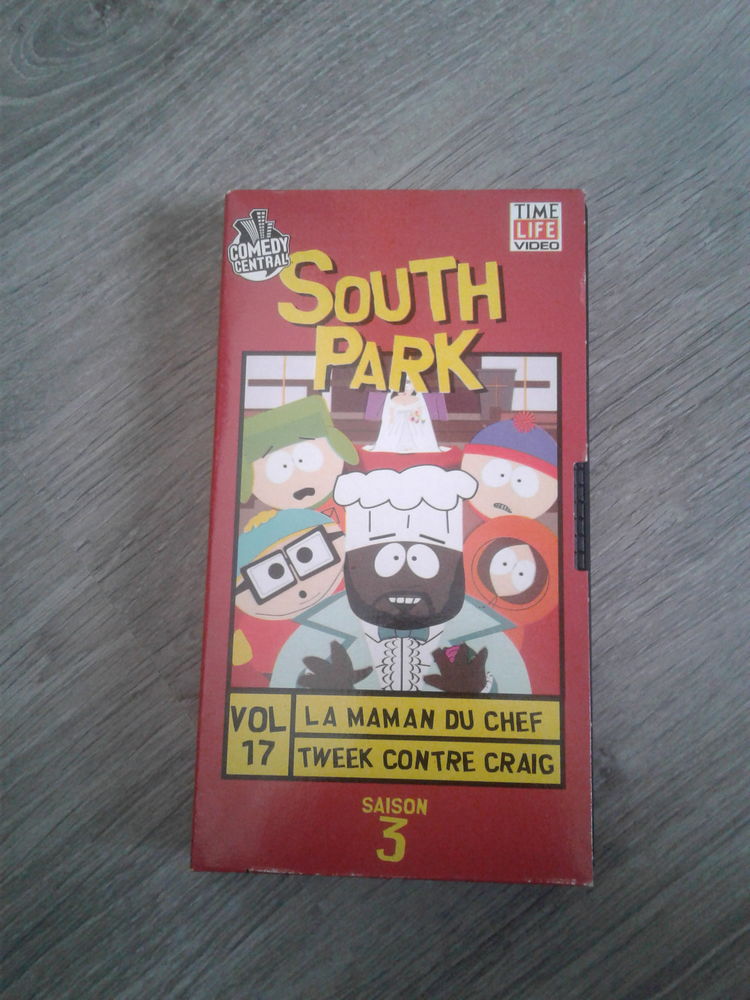 COMEDY
CENTRAL
TIME
LIFE
VIDEO
SOUTH
PARK
VOL
17
LA MAMAN DU CHEF
TWEEK CONTRE CRAIG
SAISON
3